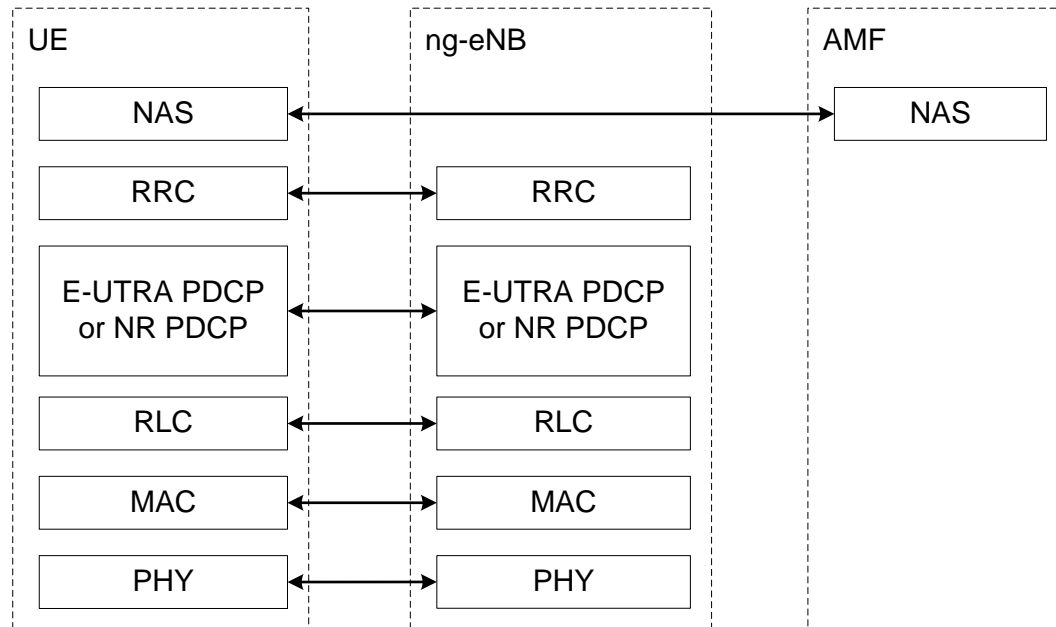 UE
ng-eNB
AMF
NAS
NAS
RRC
RRC
E-UTRA PDCP
or NR PDCP
E-UTRA PDCP
or NR PDCP
RLC
RLC
MAC
MAC
PHY
PHY